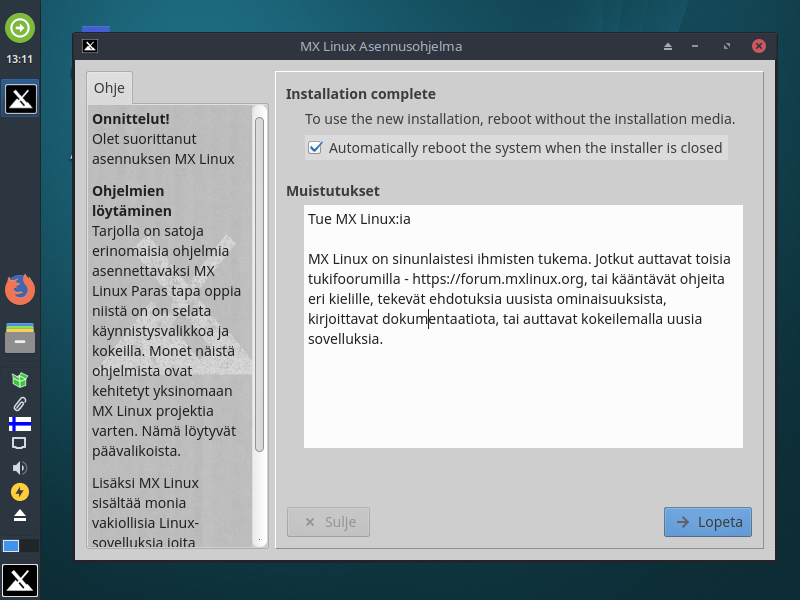 MX Linux Asennusohjelma
13:11
Ohje
Onnittelut!
Olet suorittanut
asennuksen MX Linux
Ohjelmien
löytäminen
Tarjolla on satoja
erinomaisia ohjelmia
asennettavaksi MX
Linux Paras tapa oppia
niistä on on selata
käynnistysvalikkoa ja
kokeilla. Monet näistä
ohjelmista ovat
kehitetyt yksinomaan
MX Linux projektia
varten. Nämä löytyvät
päävalikoista.
Lisäksi MX Linux
sisältää monia
vakiollisia Linux-
sovelluksia joita
Installation complete
To use the new installation, reboot without the installation media.
Automatically reboot the system when the installer is closed
Muistutukset
Tue MX Linux:ia
MX Linux on sinunlaistesi ihmisten tukema. Jotkut auttavat toisia
tukifoorumilla - https://forum.mxlinux.org, tai kääntävät ohjeita
eri kielille, tekevät ehdotuksia uusista ominaisuuksista,
kirjoittavat dokumentaatiota, tai auttavat kokeilemalla uusia
sovelluksia.
Sulje
Lopeta